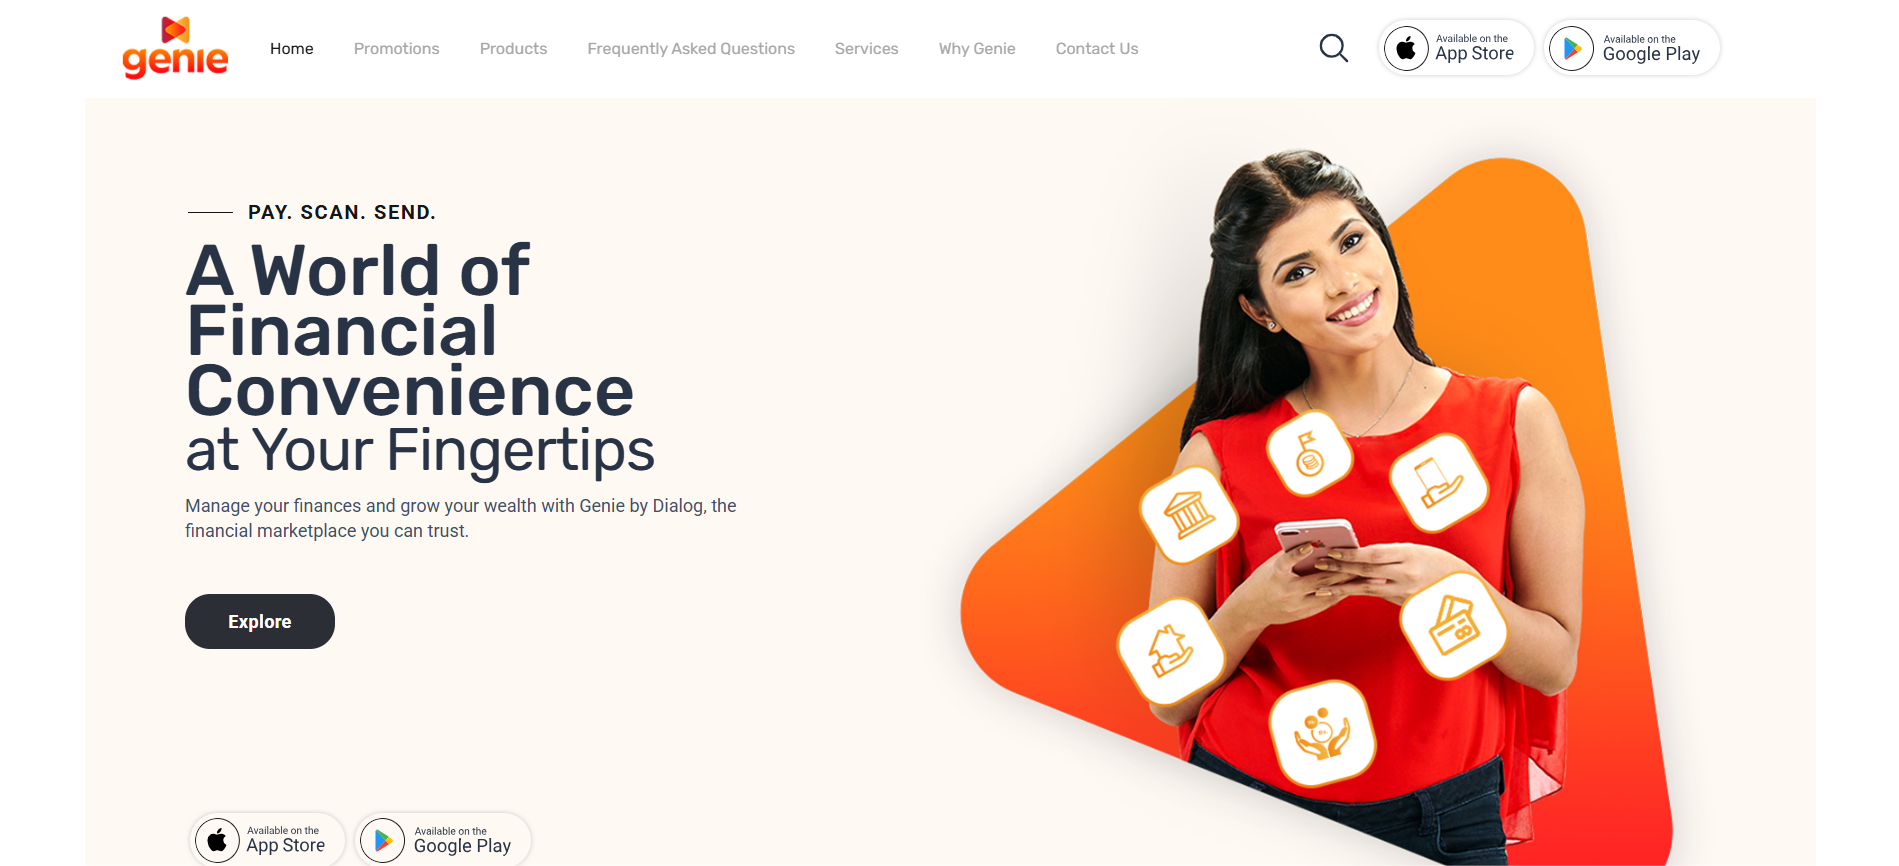 genie
Home
Promotions
Products
Frequently Asked Questions
Services
Why Genie
Contact Us
Available on the
App Store
Available on the
Google Play
PAY. SCAN. SEND.
A World of
Financial
Convenience
at Your Fingertips
Manage your finances and grow your wealth with Genie by Dialog, the
financial marketplace you can trust.
Explore
Available on the
App Store
Available on the
Google Play